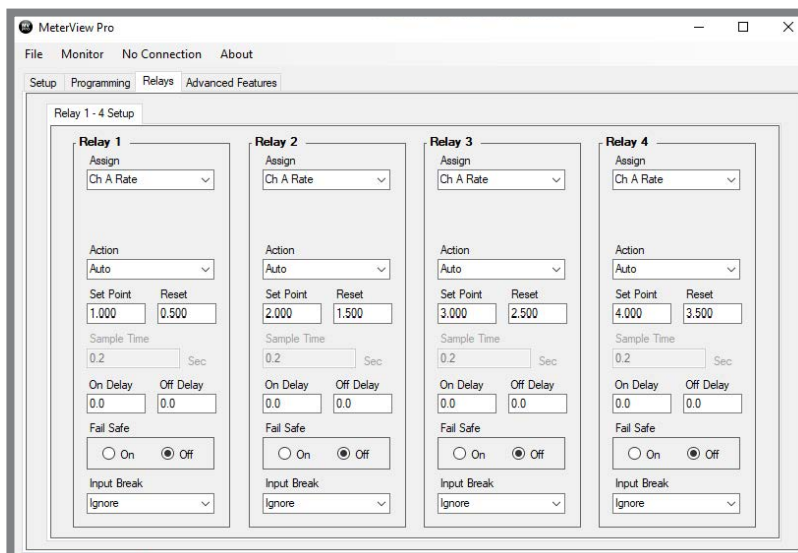 MeterView Pro
File Monitor No Connection About
Setup Programming Relays Advanced Features
Relay 1 - 4 Setup
Relay 1
Assign
Ch A Rate
Action
Auto
Set Point Reset
1.000 0.500
Sample Time
0.2 Sec
On Delay Off Delay
0.0 0.0
Fail Safe
On Off
Input Break
Ignore
Relay 2
Assign
Ch A Rate
Action
Auto
Set Point Reset
2.000 1.500
Sample Time
0.2 Sec
On Delay Off Delay
0.0 0.0
Fail Safe
On Off
Input Break
Ignore
Relay 3
Assign
Ch A Rate
Action
Auto
Set Point Reset
3.000 2.500
Sample Time
0.2 Sec
On Delay Off Delay
0.0 0.0
Fail Safe
On Off
Input Break
Ignore
Relay 4
Assign
Ch A Rate
Action
Auto
Set Point Reset
4.000 3.500
Sample Time
0.2 Sec
On Delay Off Delay
0.0 0.0
Fail Safe
On Off
Input Break
Ignore